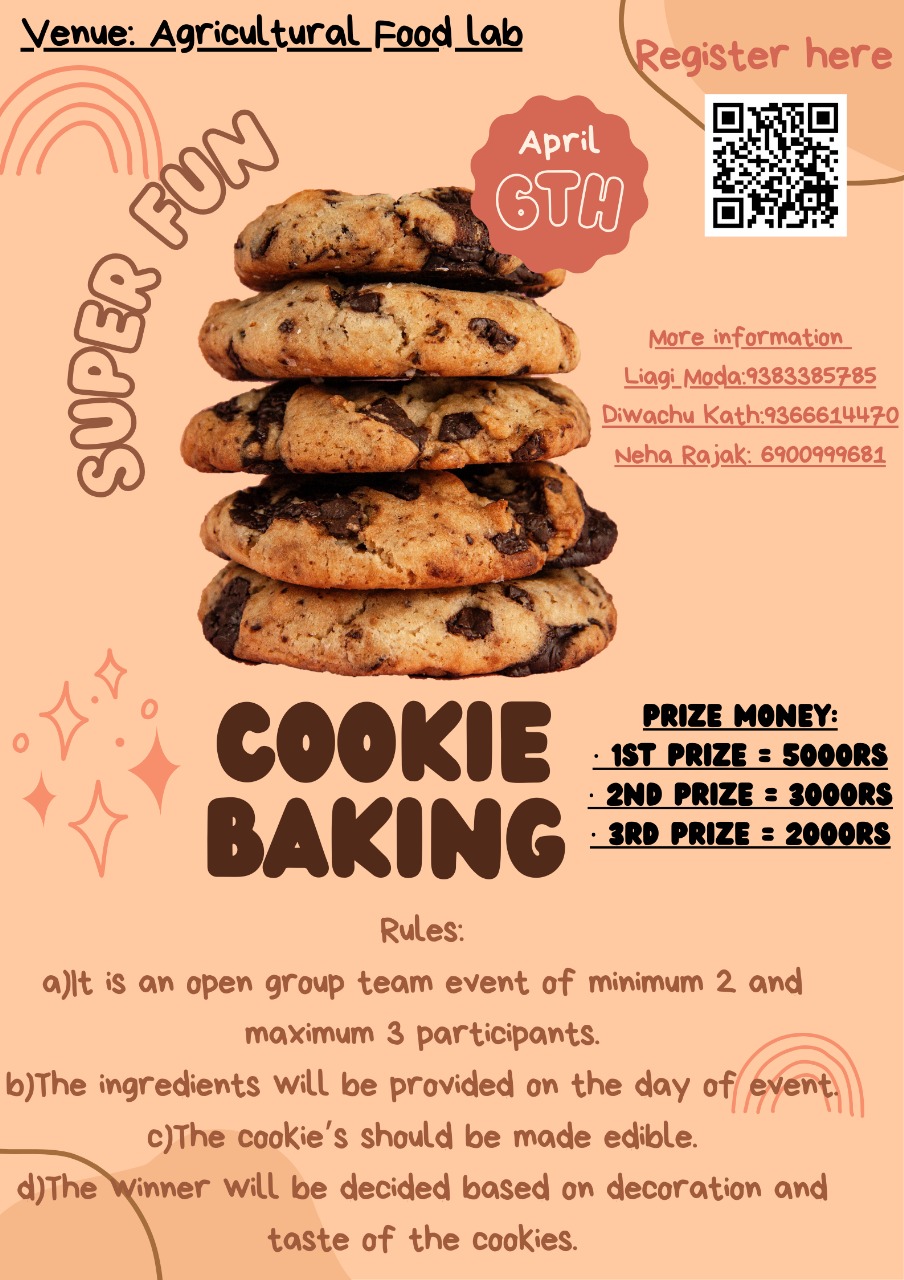 Venue: Agricultural Food lab
Register here
SUPER FUN
April
6TH
More information
Liagi Moda:9383385785
Diwachu Kath:9366614470
Neha Rajak: 6900999681
COOKIE
BAKING
PRIZE MONEY:
· 1ST PRIZE = 5000RS
· 2ND PRIZE = 3000RS
· 3RD PRIZE = 2000RS
Rules:
a)It is an open group team event of minimum 2 and
maximum 3 participants.
b)The ingredients will be provided on the day of event.
c)The cookie's should be made edible.
d)The winner will be decided based on decoration and
taste of the cookies.